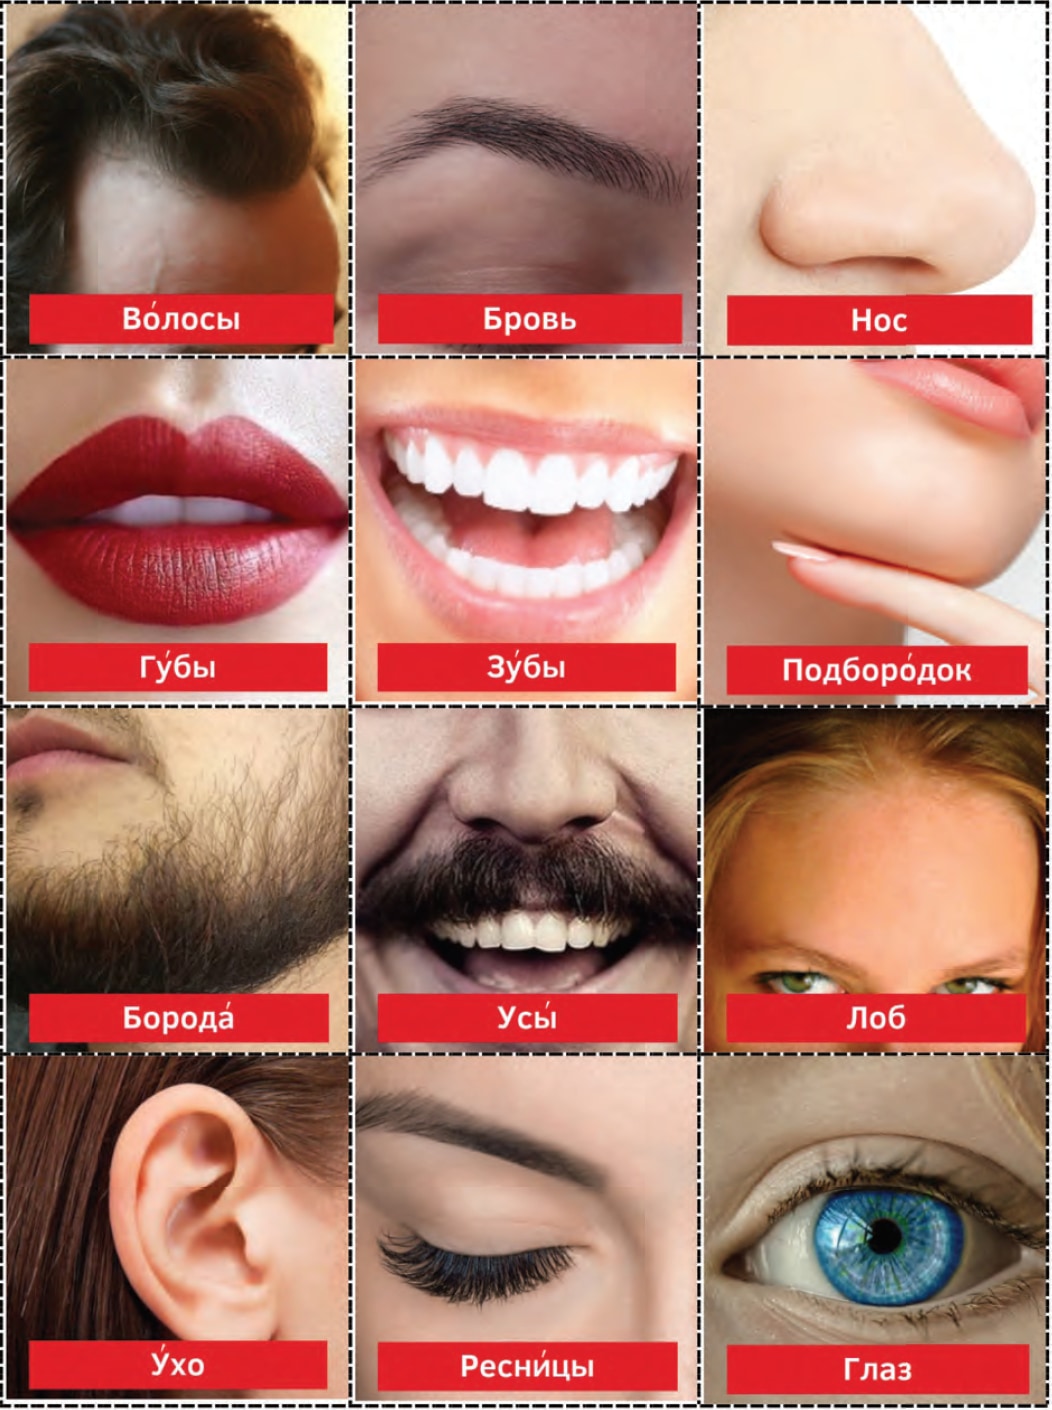 Во́лосы
Бровь
Нос
Гу́бы
Зу́бы
Подборо́док
Борода́
Усы́
Лоб
У́хо
Ресни́цы
Глаз